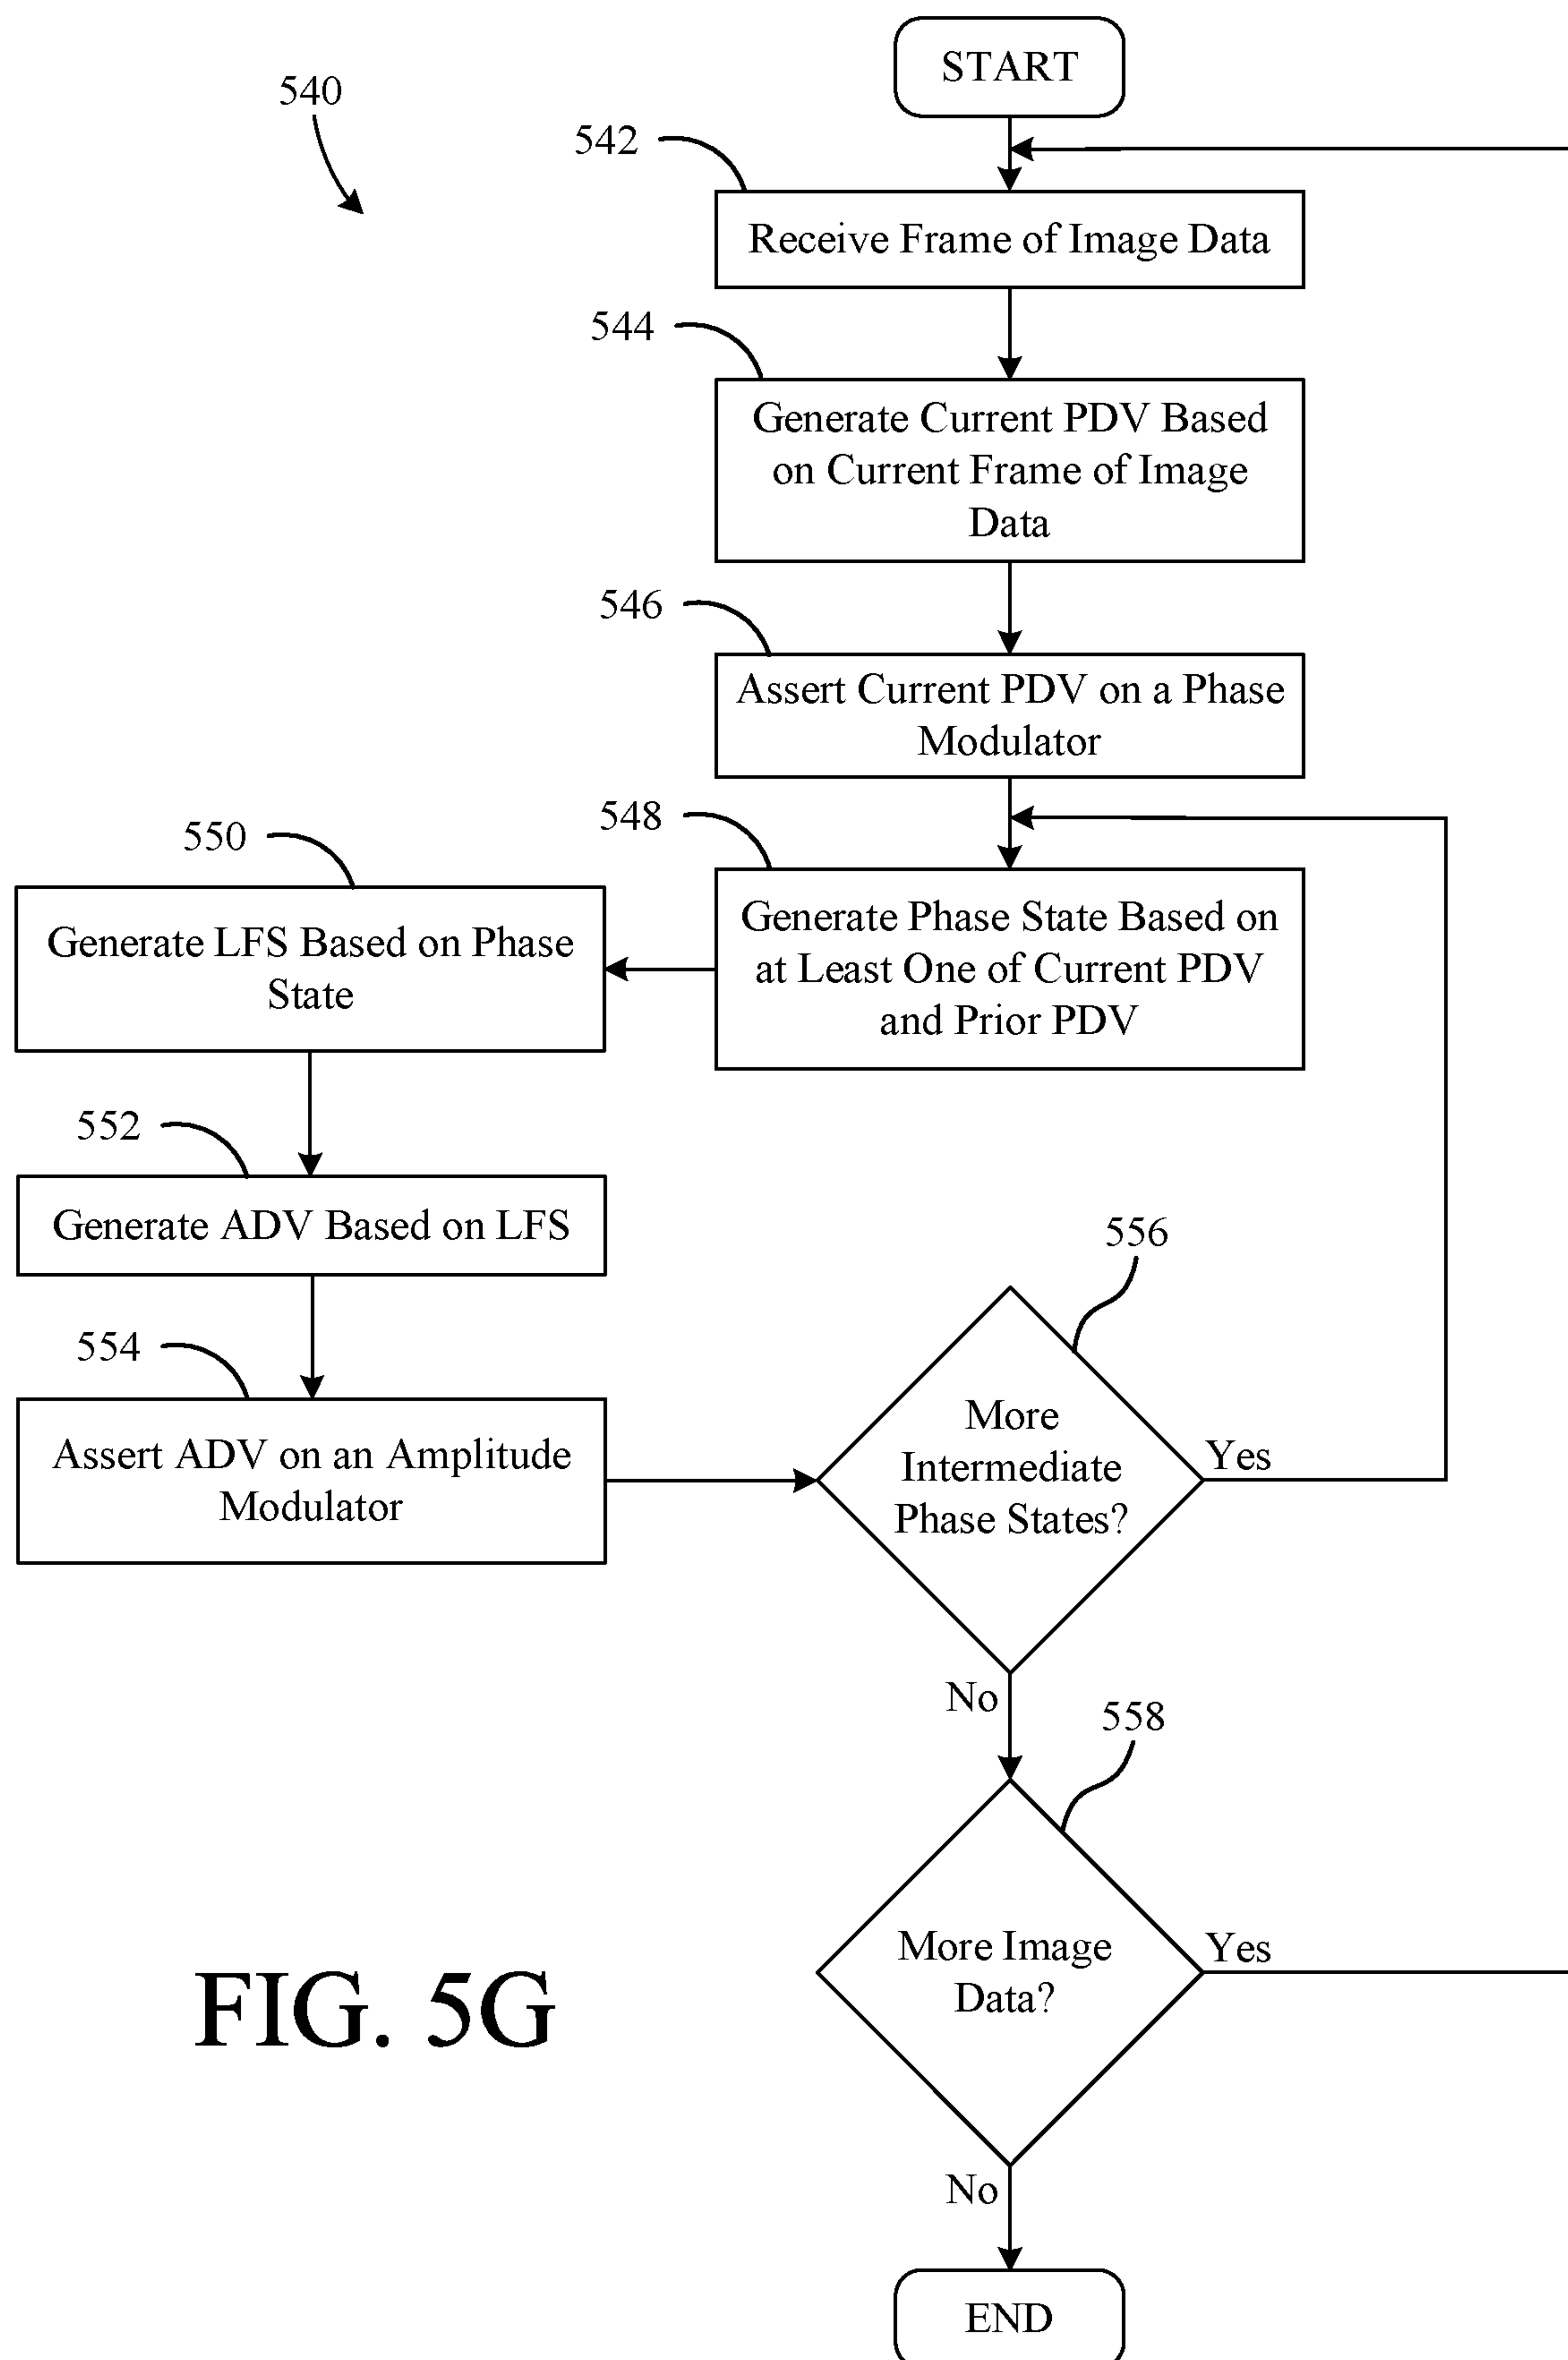 START
540
542
Receive Frame of Image Data
544
Generate Current PDV Based
on Current Frame of Image
Data
546
Assert Current PDV on a Phase
Modulator
548
Generate Phase State Based on
at Least One of Current PDV
and Prior PDV
550
Generate LFS Based on Phase
State
552
Generate ADV Based on LFS
554
Assert ADV on an Amplitude
Modulator
556
More
Intermediate
Phase States?
Yes
No
558
More Image
Data?
Yes
No
END
FIG. 5G